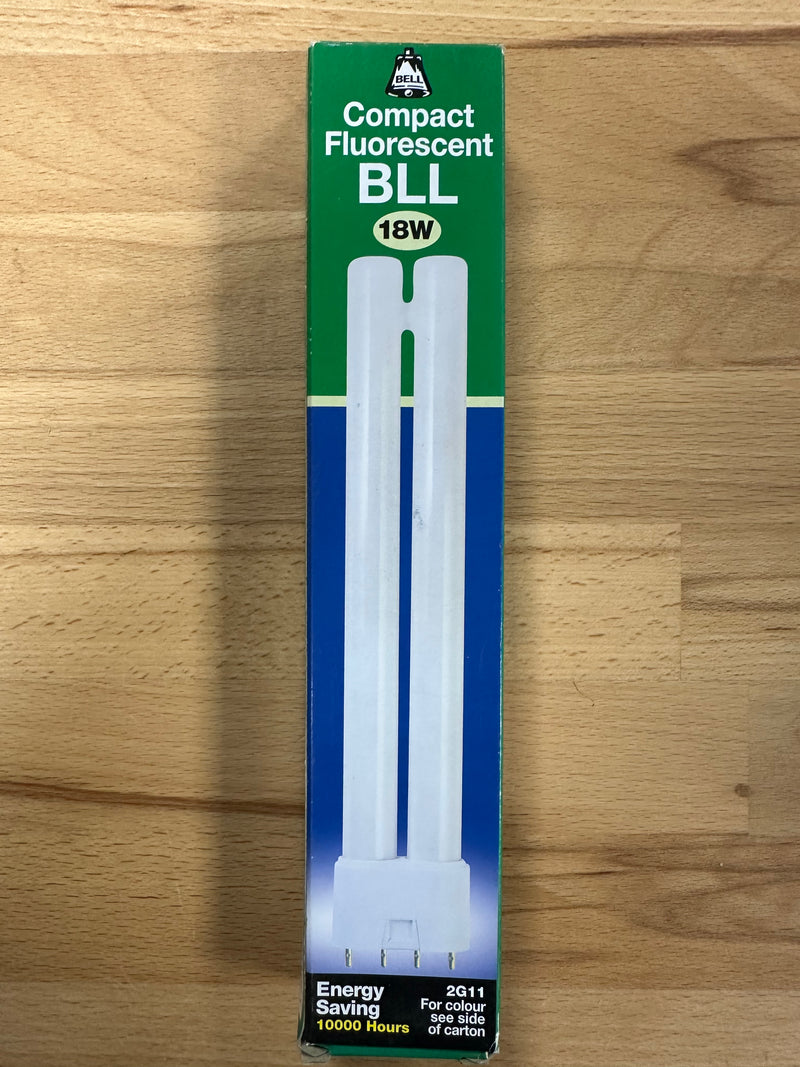 BELL
Compact
Fluorescent
BLL
18W
Energy
Saving
10000 Hours
2G11
For colour
see side
of carton